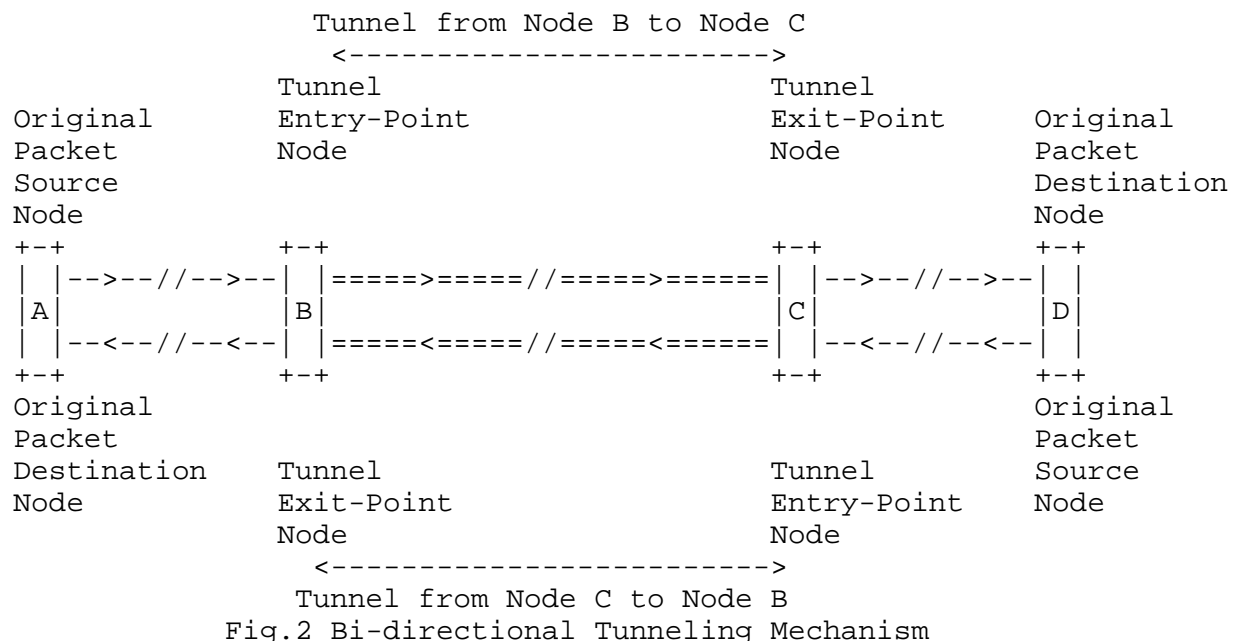 Tunnel from Node B to Node C
<------------------------>
Tunnel Tunnel
Original Entry-Point Exit-Point Original
Packet Node Node Packet
Source Destination
Node Node
+-+ +-+ +-+ +-+
| |-->--//-->--| |=====>=====//=====>======| |-->--//-->--| |
|A| |B| |C| |D|
| |--<--//--<--| |=====<=====//=====<======| |--<--//--<--| |
+-+ +-+ +-+ +-+
Original Original
Packet Packet
Destination Tunnel Tunnel Source
Node Exit-Point Entry-Point Node
Node Node
<------------------------->
Tunnel from Node C to Node B
Fig.2 Bi-directional Tunneling Mechanism